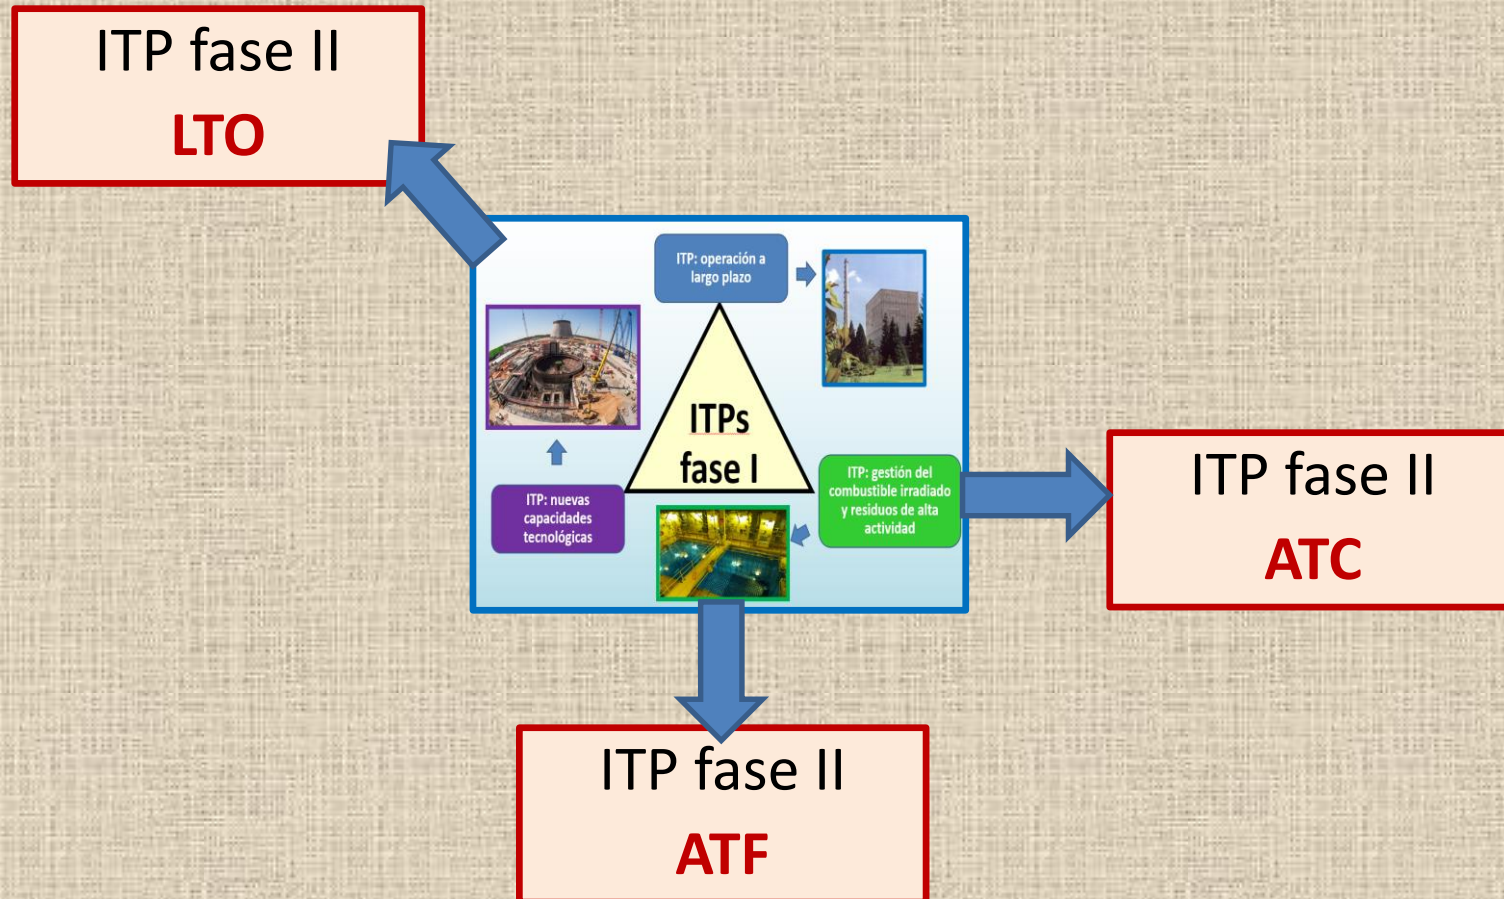 ITP fase II
LTO
ITP: operación a
largo plazo
ITPs
fase I
ITP: nuevas
capacidades
tecnológicas
ITP: gestión del
combustible irradiado
y residuos de alta
actividad
ITP fase II
ATC
ITP fase II
ATF